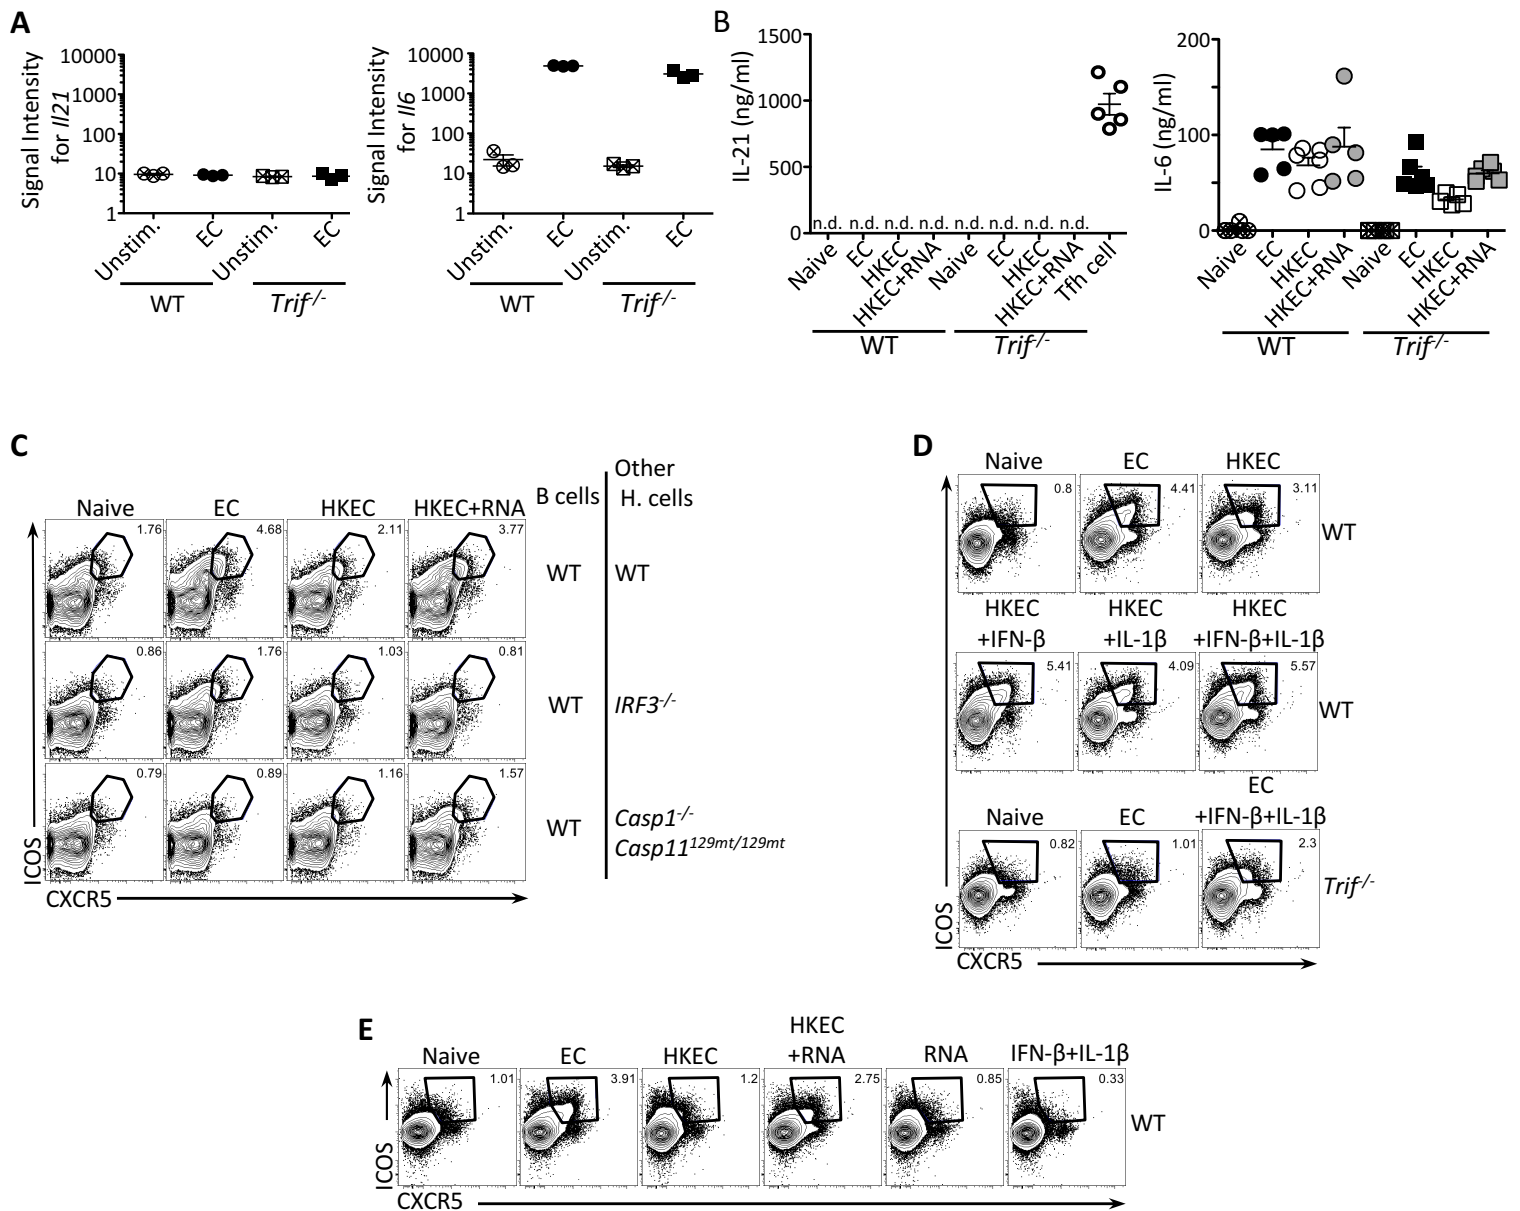 A
Signal Intensity
for Il21
10000
1000
100
10
1
Unstim.
EC
Unstim.
EC
WT
Trif-/-
Signal Intensity
for Il6
10000
1000
100
10
1
Unstim.
EC
Unstim.
EC
WT
Trif-/-
B
IL-21 (ng/ml)
1500
1000
500
0
n.d. n.d. n.d. n.d. n.d. n.d. n.d. n.d.
Naive
EC
HKEC
HKEC+RNA
Naive
EC
HKEC
HKEC+RNA
Tfh cell
WT
Trif-/-
IL-6 (ng/ml)
200
100
0
Naive
EC
HKEC
HKEC+RNA
Naive
EC
HKEC
HKEC+RNA
WT
Trif-/-
C
Naive EC HKEC HKEC+RNA
B cells
Other
H. cells
1.76 4.68 2.11 3.77
WT WT
0.86 1.76 1.03 0.81
WT IRF3-/-
0.79 0.89 1.16 1.57
WT
Casp1-/-
Casp11129mt/129mt
ICOS
CXCR5
D
Naive EC HKEC
0.8 4.41 3.11
WT
HKEC
+IFN-β
HKEC
+IL-1β
HKEC
+IFN-β+IL-1β
5.41 4.09 5.57
WT
Naive
EC
EC
+IFN-β+IL-1β
0.82 1.01 2.3
Trif-/-
ICOS
CXCR5
E
Naive
EC
HKEC
HKEC
+RNA
RNA
IFN-β+IL-1β
1.01 3.91 1.2 2.75 0.85 0.33
WT
ICOS
CXCR5